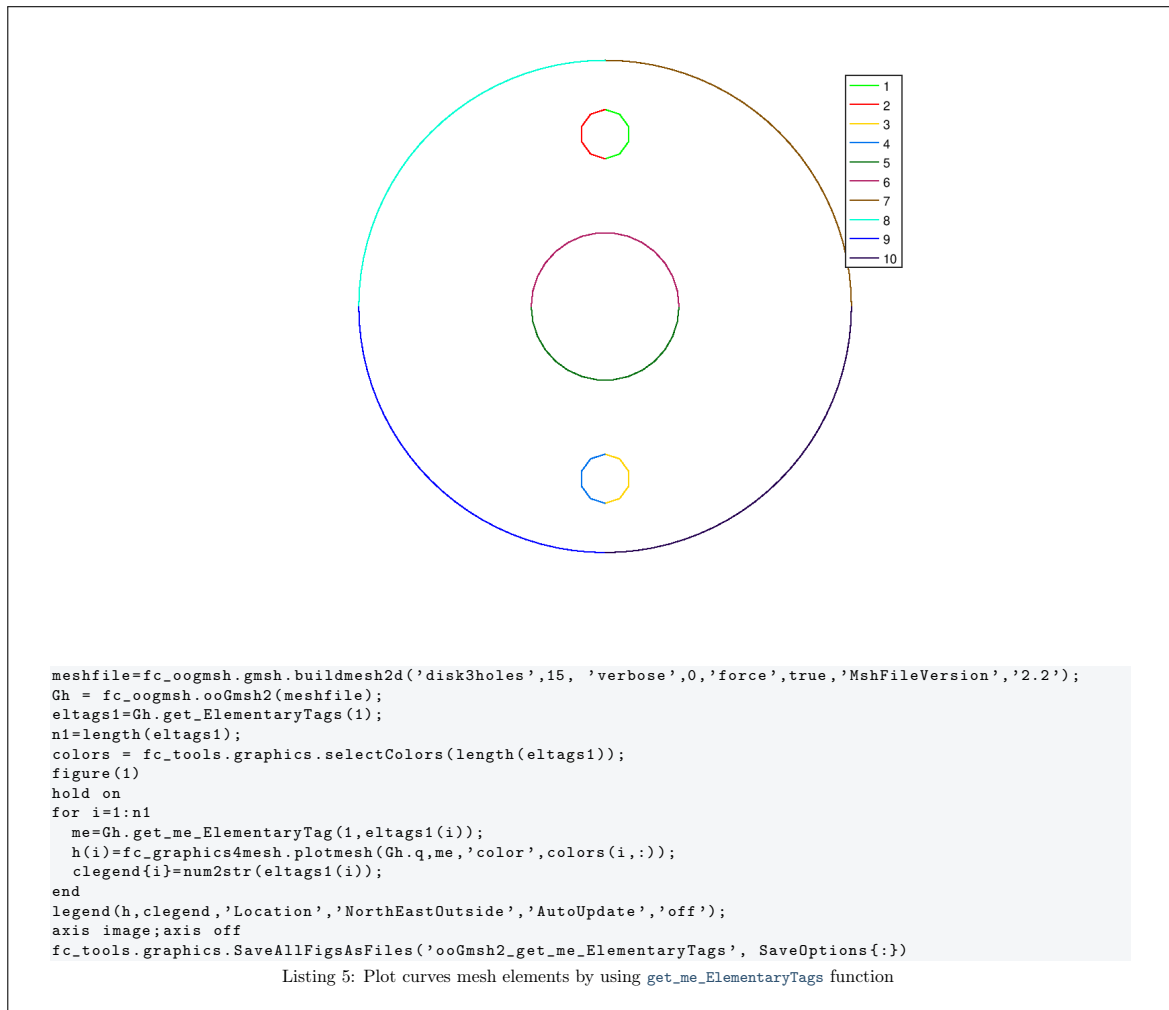 1
2
3
4
5
6
7
8
9
10
meshfile=fc_oogmsh.gmsh.buildmesh2d('disk3holes',15, 'verbose',0,'force',true,'MshFileVersion','2.2');
Gh = fc_oogmsh.ooGmsh2(meshfile);
eltags1=Gh.get_ElementaryTags(1);
n1=length(eltags1);
colors = fc_tools.graphics.selectColors(length(eltags1));
figure(1)
hold on
for i=1:n1
  me=Gh.get_me_ElementaryTag(1,eltags1(i));
  h(i)=fc_graphics4mesh.plotmesh(Gh.q,me,'color',colors(i,:));
  clegend{i}=num2str(eltags1(i));
end
legend(h,clegend,'Location','NorthEastOutside','AutoUpdate','off');
axis image;axis off
fc_tools.graphics.SaveAllFigsAsFiles('ooGmsh2_get_me_ElementaryTags', SaveOptions{:})
Listing 5: Plot curves mesh elements by using get_me_ElementaryTags function